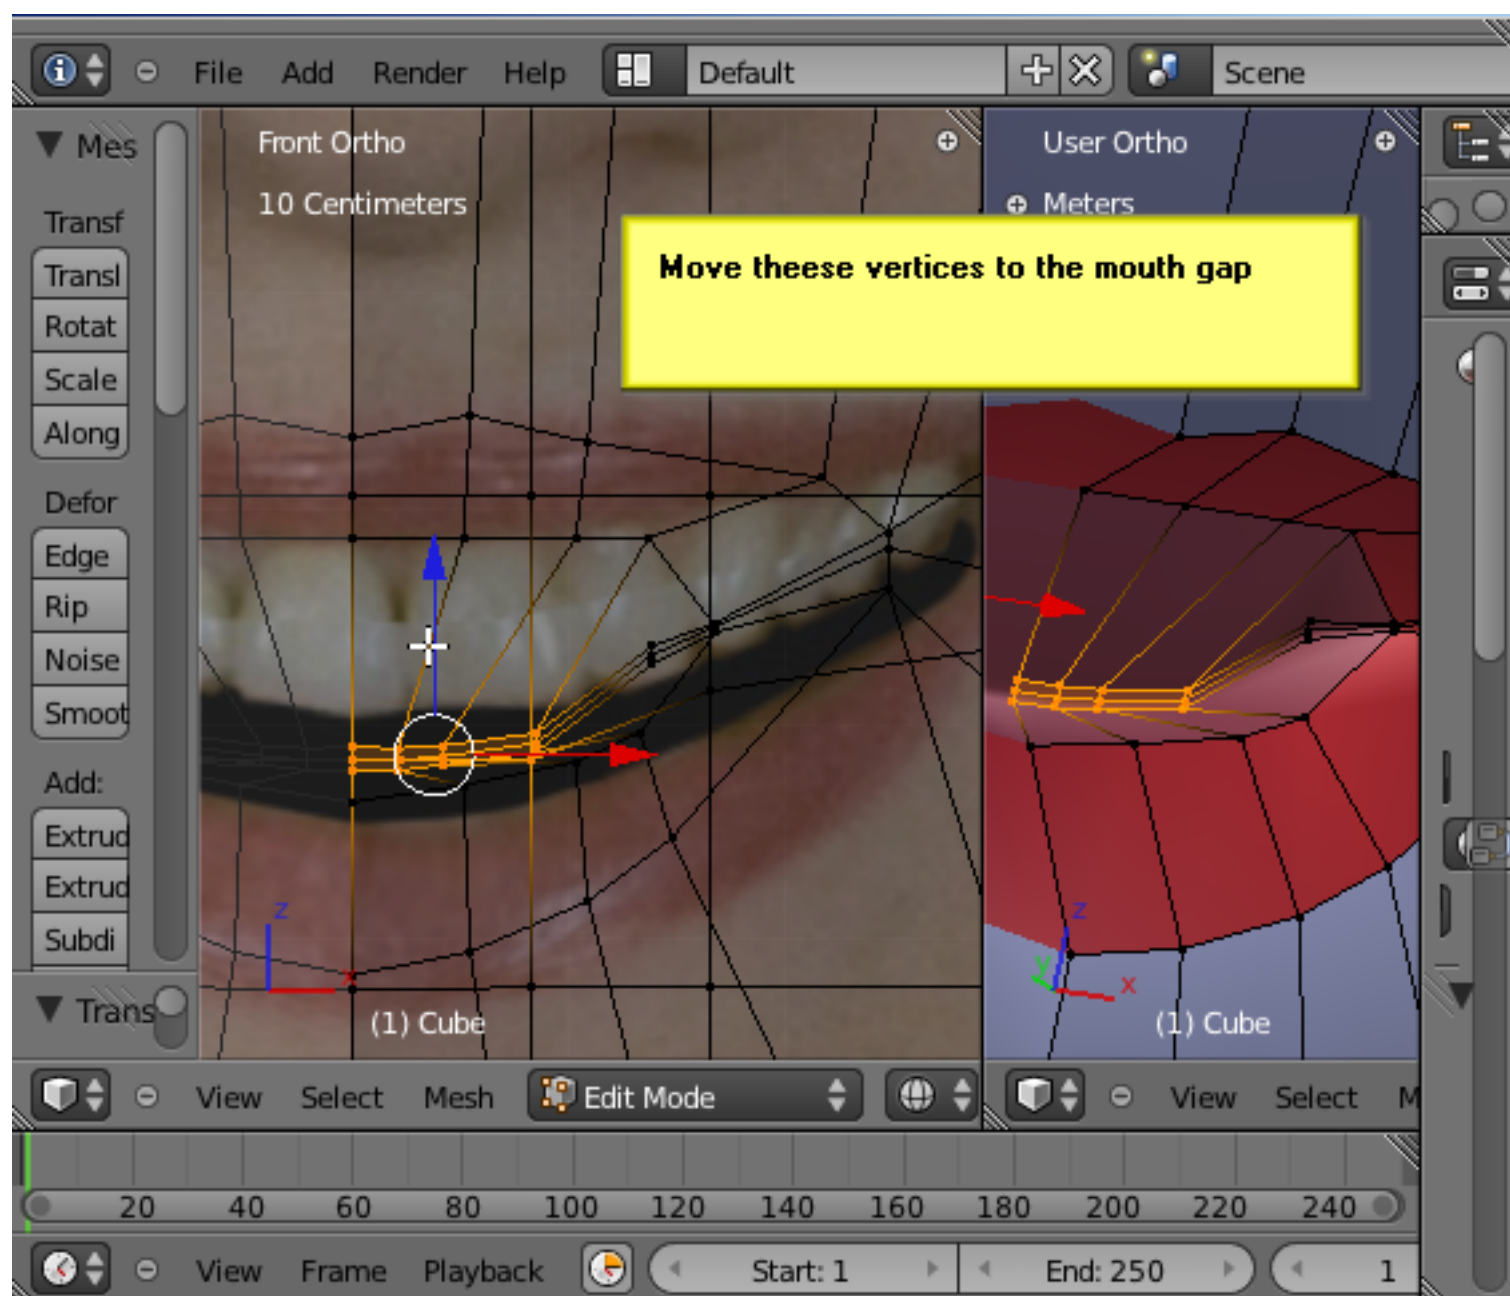 File Add Render Help Default Scene
Mes
Transf
Transl
Rotat
Scale
Along
Defor
Edge
Rip
Noise
Smoot
Add:
Extrud
Extrud
Subdi
Trans
Front Ortho
10 Centimeters
z
x
(1) Cube
User Ortho
Meters
Move theese vertices to the mouth gap
z
y
x
(1) Cube
View Select Mesh Edit Mode
View Select M
20 40 60 80 100 120 140 160 180 200 220 240
View Frame Playback Start: 1 End: 250 1